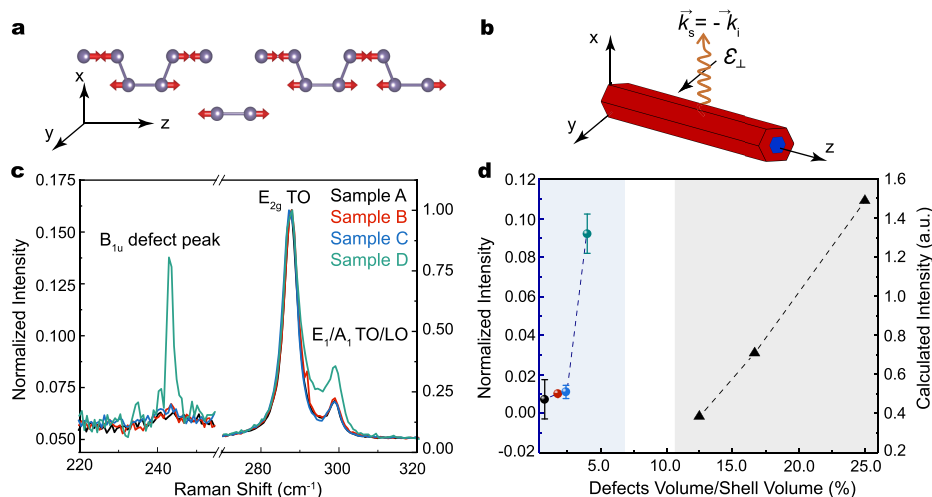 a
x
y
z
b
k⃗s = -k⃗i
ℰ⊥
x
y
z
c
Normalized Intensity
0.175
0.150
0.125
0.100
0.075
0.050
B1u defect peak
E2g TO
Sample A
Sample B
Sample C
Sample D
E1/A1 TO/LO
1.00
0.75
0.50
0.25
0.00
220 240 280 300 320
Raman Shift (cm-1)
d
Normalized Intensity
0.12
0.10
0.08
0.06
0.04
0.02
0.00
-0.02
1.6
1.4
1.2
1.0
0.8
0.6
0.4
0.2
Calculated Intensity (a.u.)
5.0 10.0 15.0 20.0 25.0
Defects Volume/Shell Volume (%)